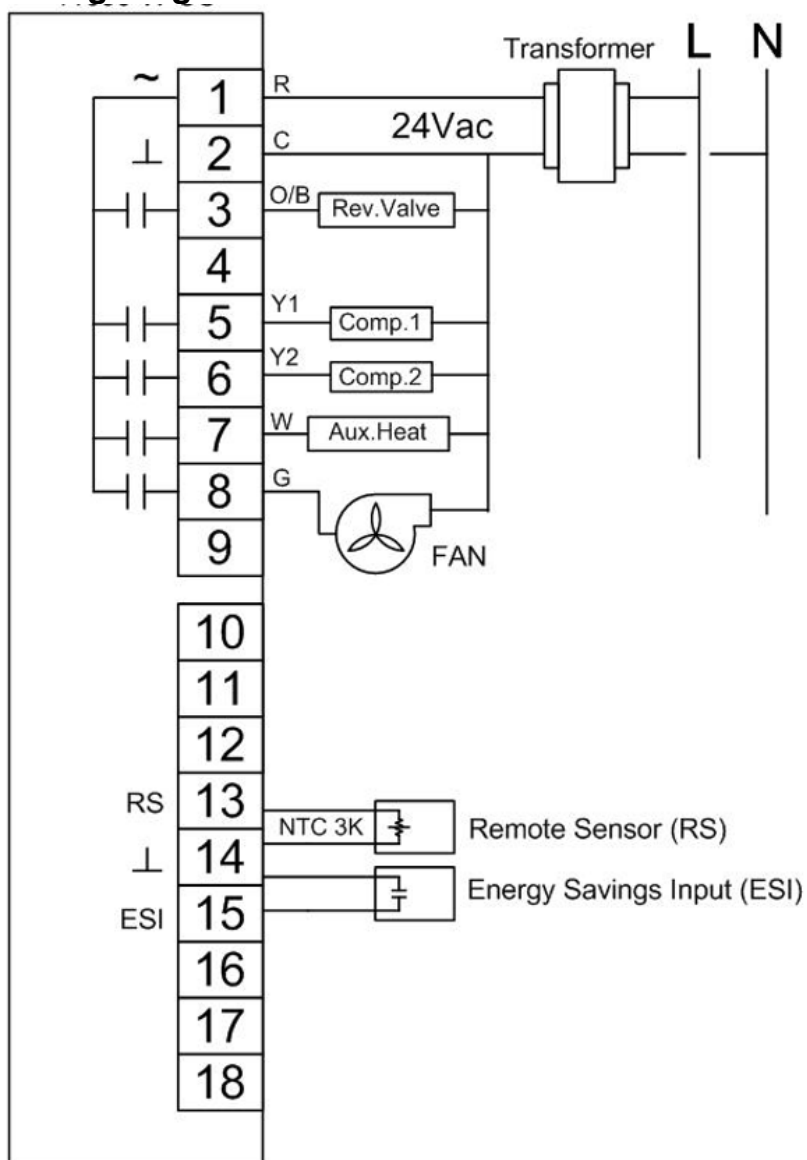 Transformer L N
~ 1 R
24Vac
⊥ 2 C
3 O/B Rev.Valve
4
5 Y1 Comp.1
6 Y2 Comp.2
7 W Aux.Heat
8 G
9 FAN
10
11
12
RS 13 NTC 3K Remote Sensor (RS)
⊥ 14
ESI 15 Energy Savings Input (ESI)
16
17
18